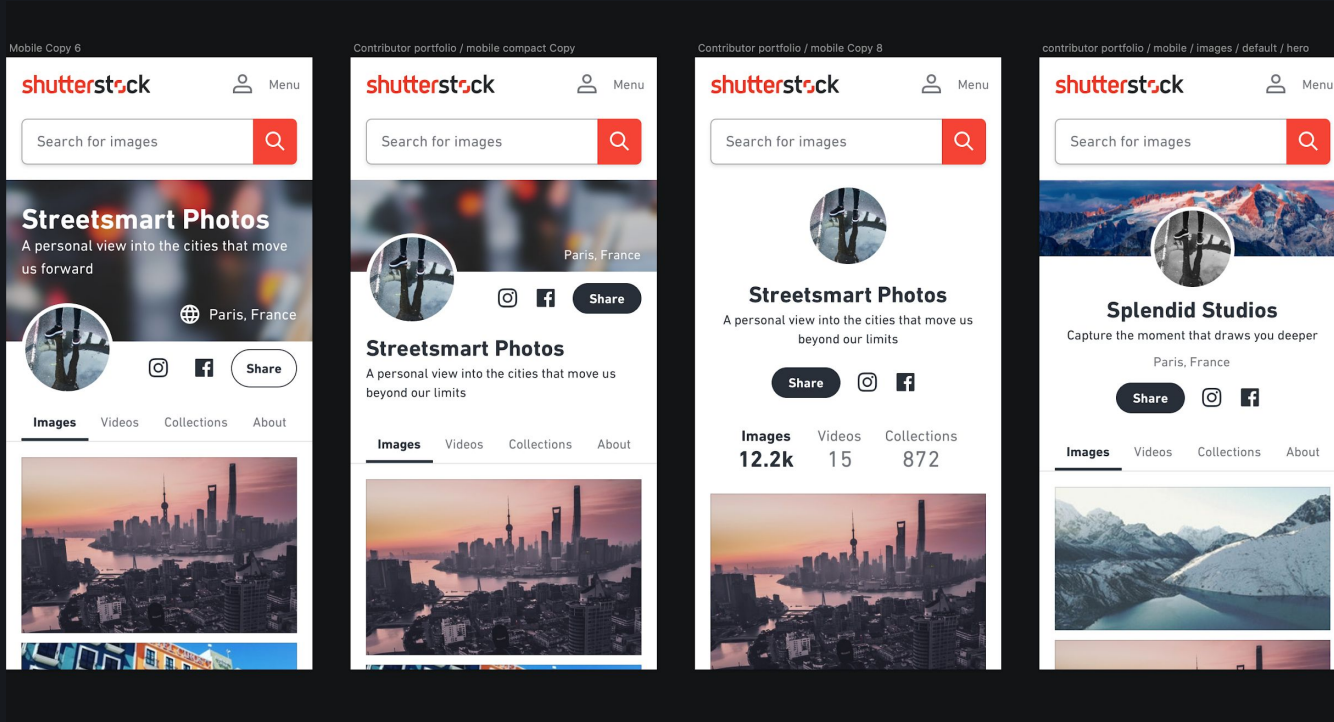 Mobile Copy 6
shutterstock
Menu
Search for images
Streetsmart Photos
A personal view into the cities that move
us forward
Paris, France
Share
Images Videos Collections About
Contributor portfolio / mobile compact Copy
shutterstock
Menu
Search for images
Paris, France
Share
Streetsmart Photos
A personal view into the cities that move us
beyond our limits
Images Videos Collections About
Contributor portfolio / mobile Copy 8
shutterstock
Menu
Search for images
Streetsmart Photos
A personal view into the cities that move us
beyond our limits
Share
Images Videos Collections
12.2k 15 872
contributor portfolio / mobile / images / default / hero
shutterstock
Menu
Search for images
Splendid Studios
Capture the moment that draws you deeper
Paris, France
Share
Images Videos Collections About